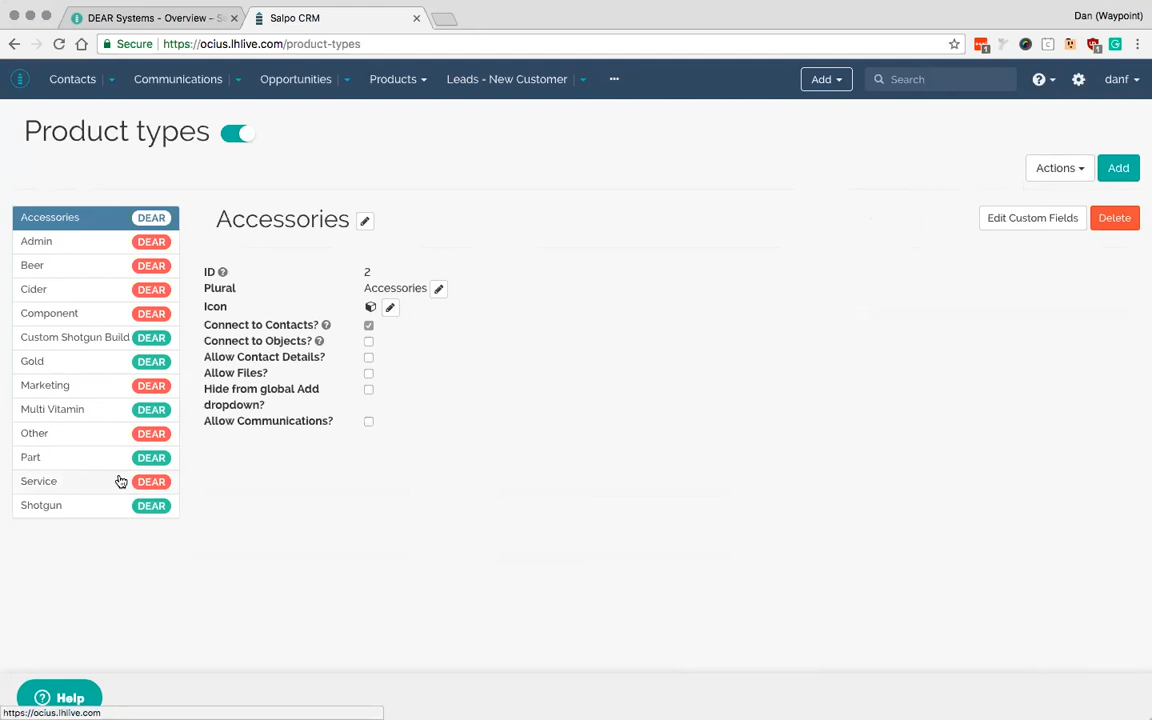 DEAR Systems - Overview – S
Salpo CRM
Dan (Waypoint)
Secure
https://ocius.lhlive.com/product-types
1
1
Contacts
Communications
Opportunities
Products
Leads - New Customer
Add
Search
danf
Product types
Actions
Add
Accessories DEAR
Admin DEAR
Beer DEAR
Cider DEAR
Component DEAR
Custom Shotgun Build DEAR
Gold DEAR
Marketing DEAR
Multi Vitamin DEAR
Other DEAR
Part DEAR
Service DEAR
Shotgun DEAR
Accessories
Edit Custom Fields
Delete
ID 2
Plural Accessories
Icon
Connect to Contacts?
Connect to Objects?
Allow Contact Details?
Allow Files?
Hide from global Add
dropdown?
Allow Communications?
Help
https://ocius.lhlive.com